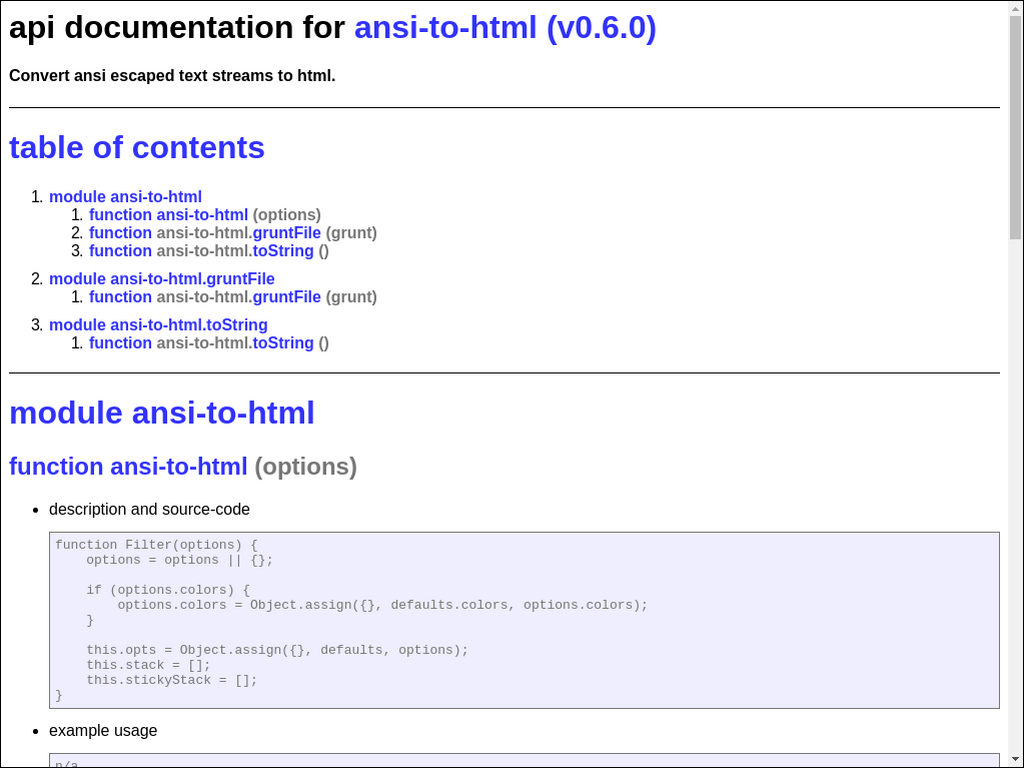 api documentation for ansi-to-html (v0.6.0)
Convert ansi escaped text streams to html.
table of contents
1. module ansi-to-html
1. function ansi-to-html (options)
2. function ansi-to-html.gruntFile (grunt)
3. function ansi-to-html.toString ()
2. module ansi-to-html.gruntFile
1. function ansi-to-html.gruntFile (grunt)
3. module ansi-to-html.toString
1. function ansi-to-html.toString ()
module ansi-to-html
function ansi-to-html (options)
• description and source-code
function Filter(options) {
    options = options || {};
    if (options.colors) {
        options.colors = Object.assign({}, defaults.colors, options.colors);
    }
    this.opts = Object.assign({}, defaults, options);
    this.stack = [];
    this.stickyStack = [];
}
• example usage
n/a